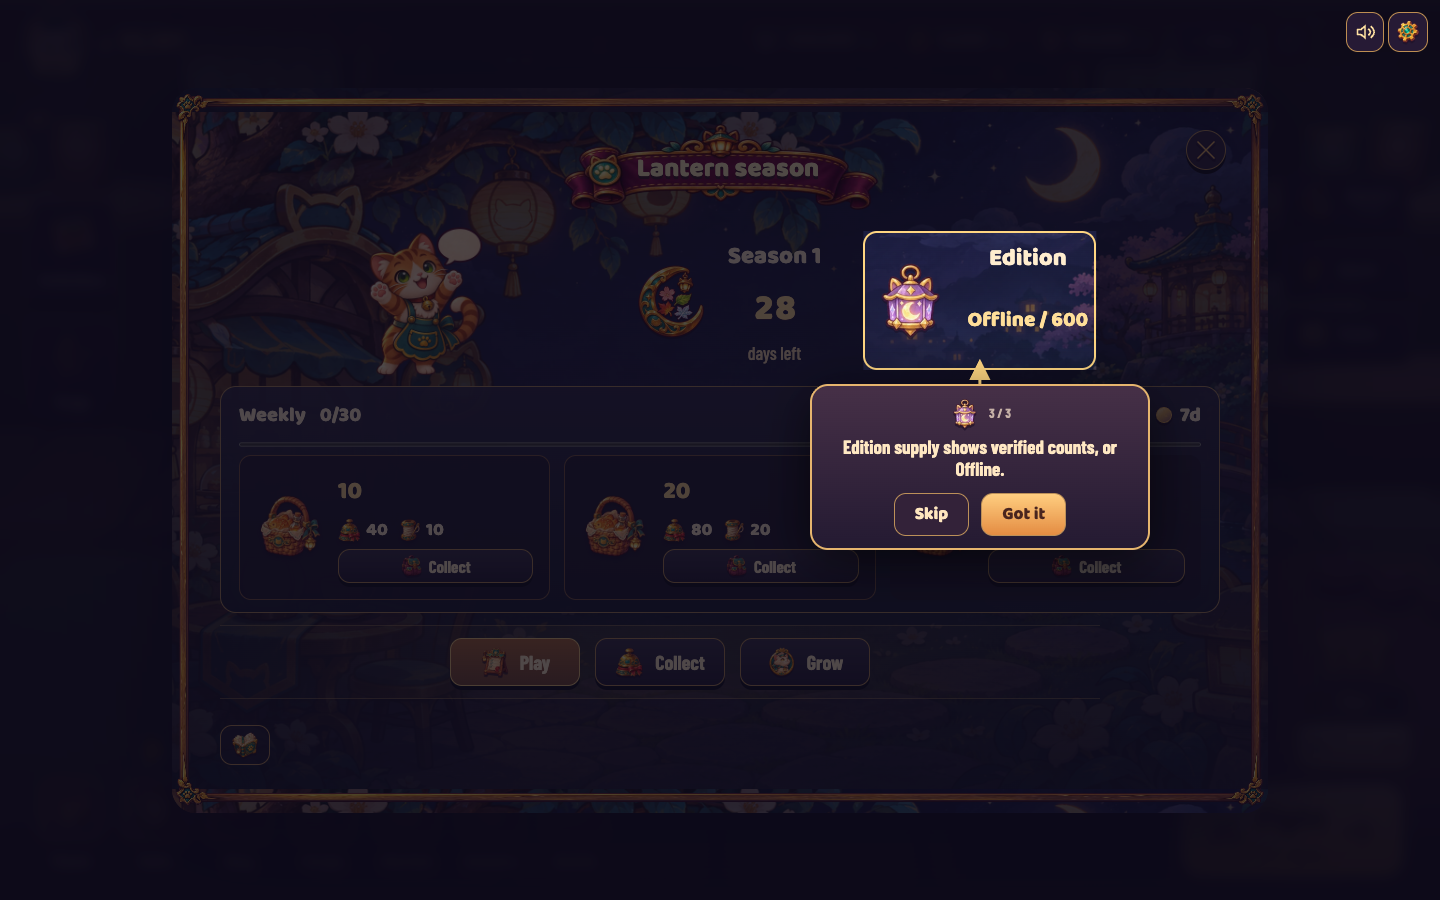 Lantern season
Season 1
28
days left
Edition
Offline / 600
Weekly 0/30
7d
3 / 3
Edition supply shows verified counts, or
Offline.
Skip
Got it
10
40 10
Collect
20
80 20
Collect
Collect
Play
Collect
Grow